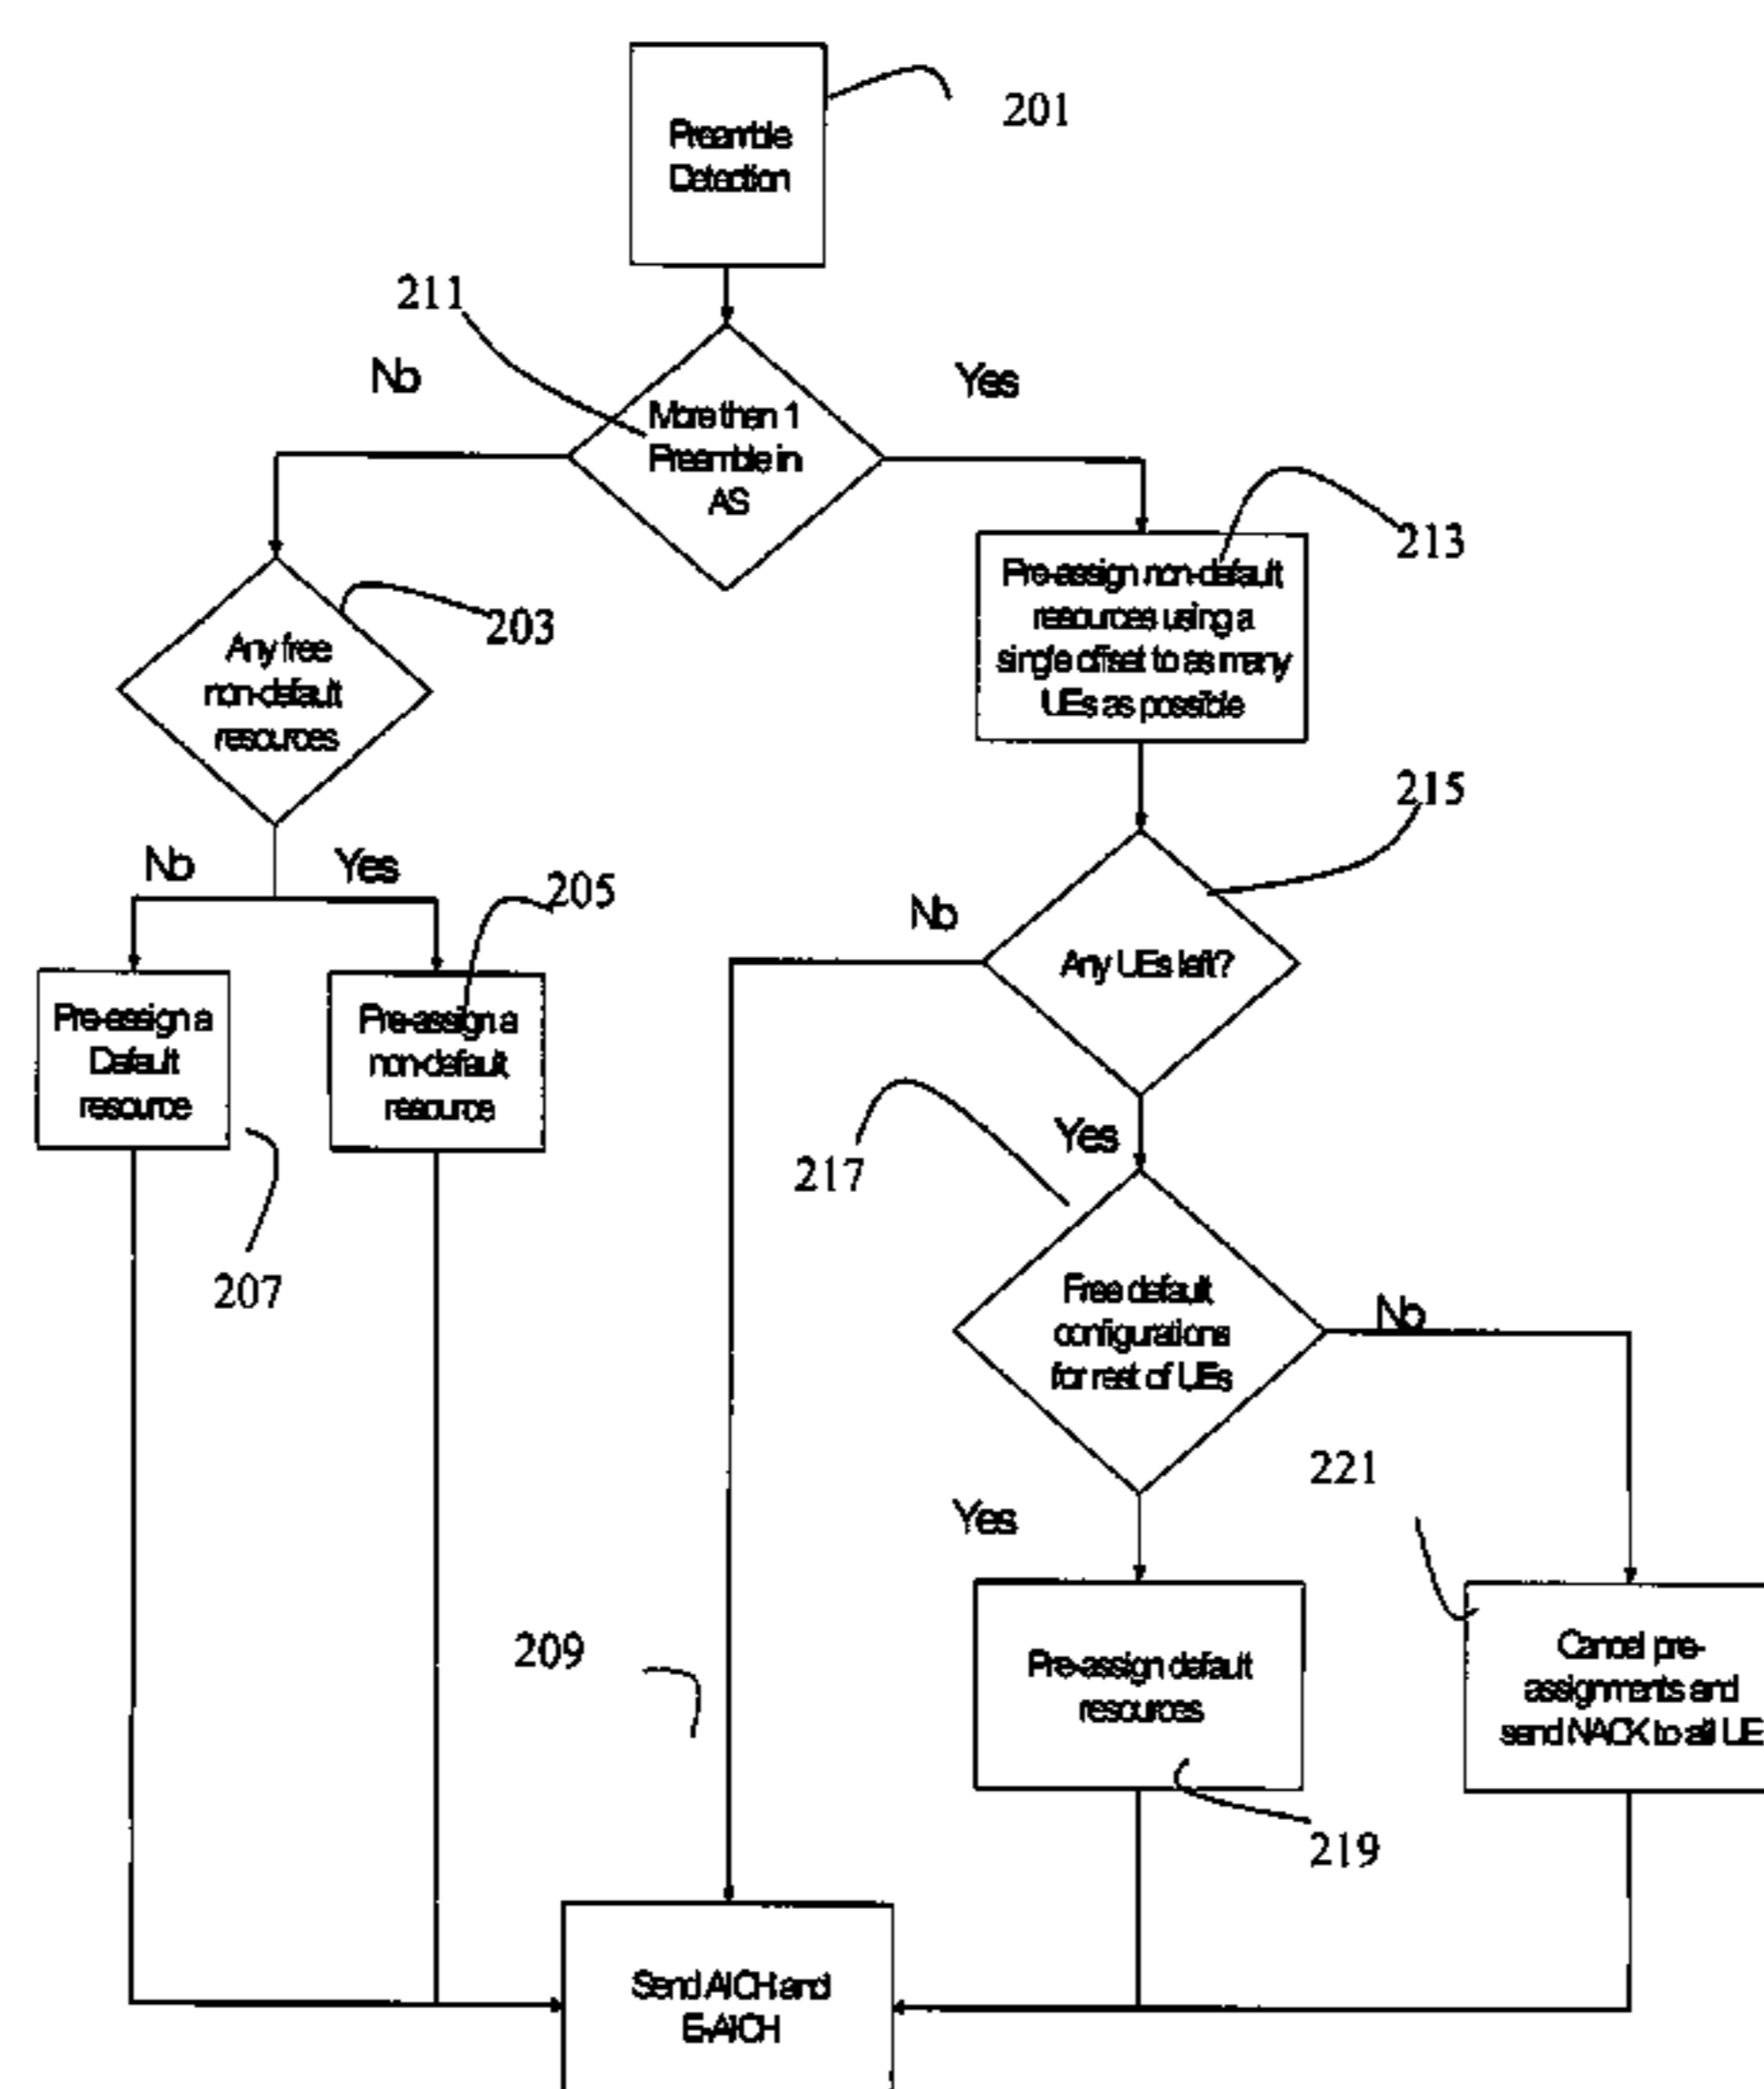 201
Preamble
Detection
211
No
Yes
More than 1
Preamble in
AS
213
Pre-assign non-default
resources using a
single offset to as many
UEs as possible
203
Any free
non-default
resources
215
No
Yes
205
No
Any UEs left?
Pre-assign a
Default
resource
Pre-assign a
non-default
resource
Yes
217
207
Free default
configurations
for rest of UEs
No
221
Yes
209
Pre-assign default
resources
Cancel pre-
assignments and
send NACK to all UE
219
Send AICH and
E-AICH